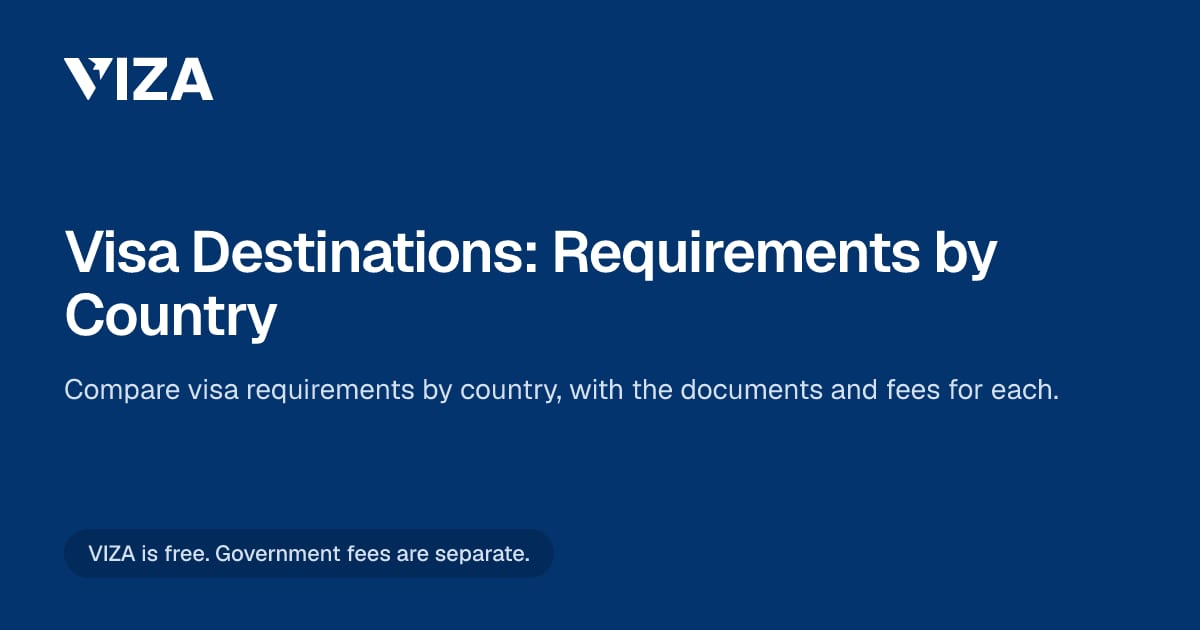 VIZA
Visa Destinations: Requirements by
Country
Compare visa requirements by country, with the documents and fees for each.
VIZA is free. Government fees are separate.